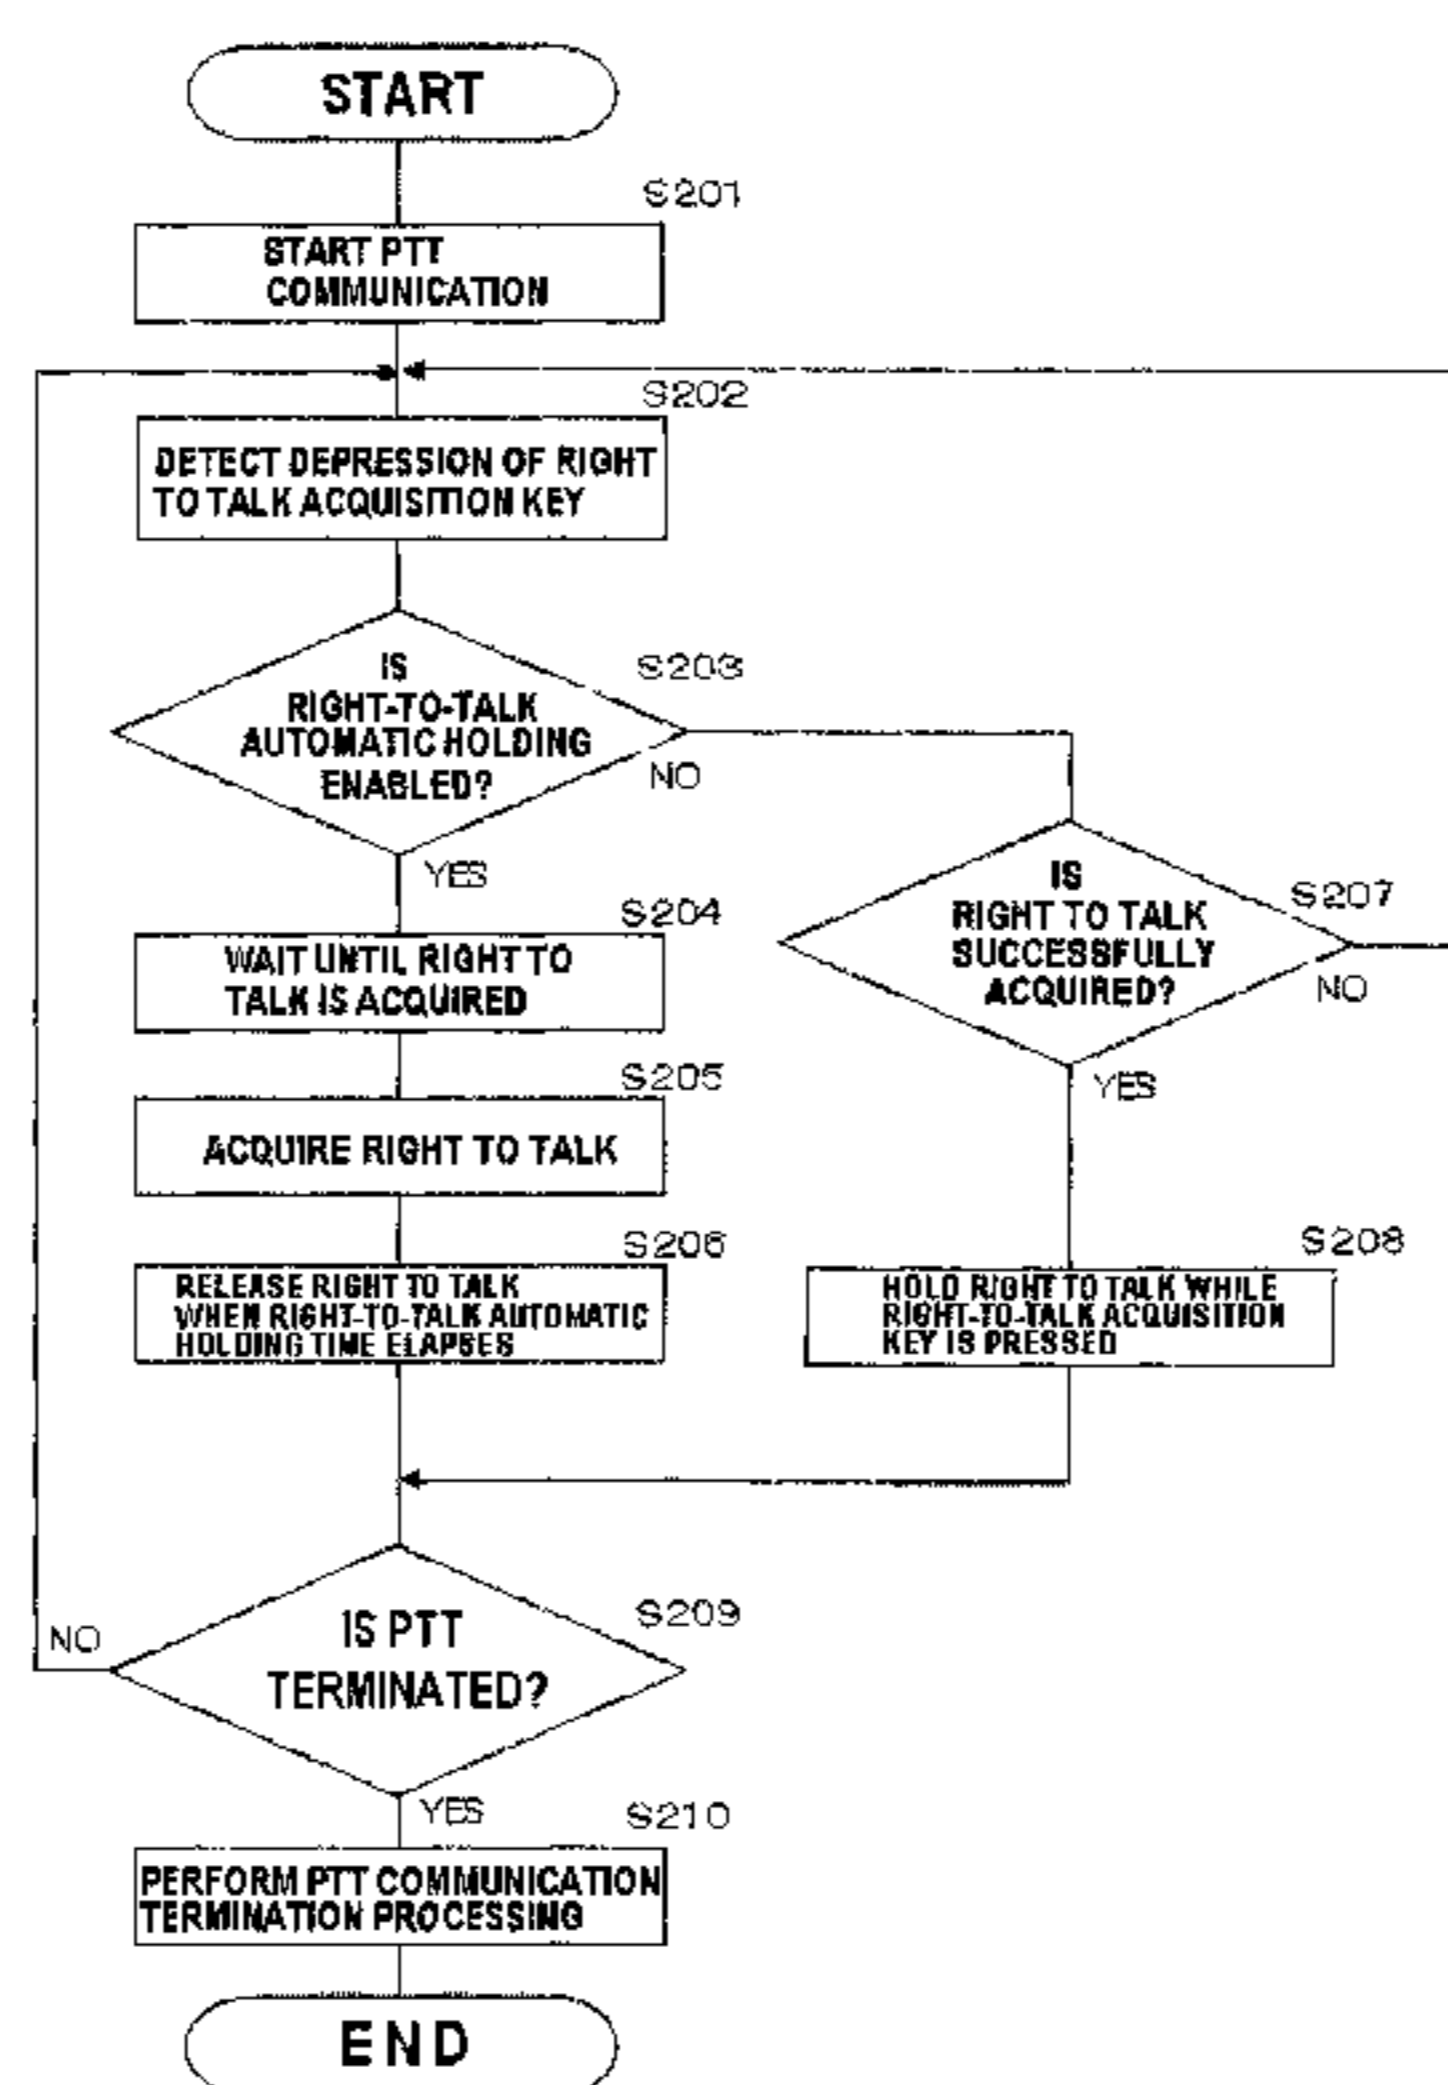 START
S201
START PTT
COMMUNICATION
S202
DETECT DEPRESSION OF RIGHT
TO TALK ACQUISITION KEY
S203
IS
RIGHT-TO-TALK
AUTOMATIC HOLDING
ENABLED?
NO
YES
S204
WAIT UNTIL RIGHT TO
TALK IS ACQUIRED
S205
ACQUIRE RIGHT TO TALK
S206
RELEASE RIGHT TO TALK
WHEN RIGHT-TO-TALK AUTOMATIC
HOLDING TIME ELAPSES
S207
IS
RIGHT TO TALK
SUCCESSFULLY
ACQUIRED?
NO
YES
S208
HOLD RIGHT TO TALK WHILE
RIGHT-TO-TALK ACQUISITION
KEY IS PRESSED
S209
IS PTT
TERMINATED?
NO
YES
S210
PERFORM PTT COMMUNICATION
TERMINATION PROCESSING
END